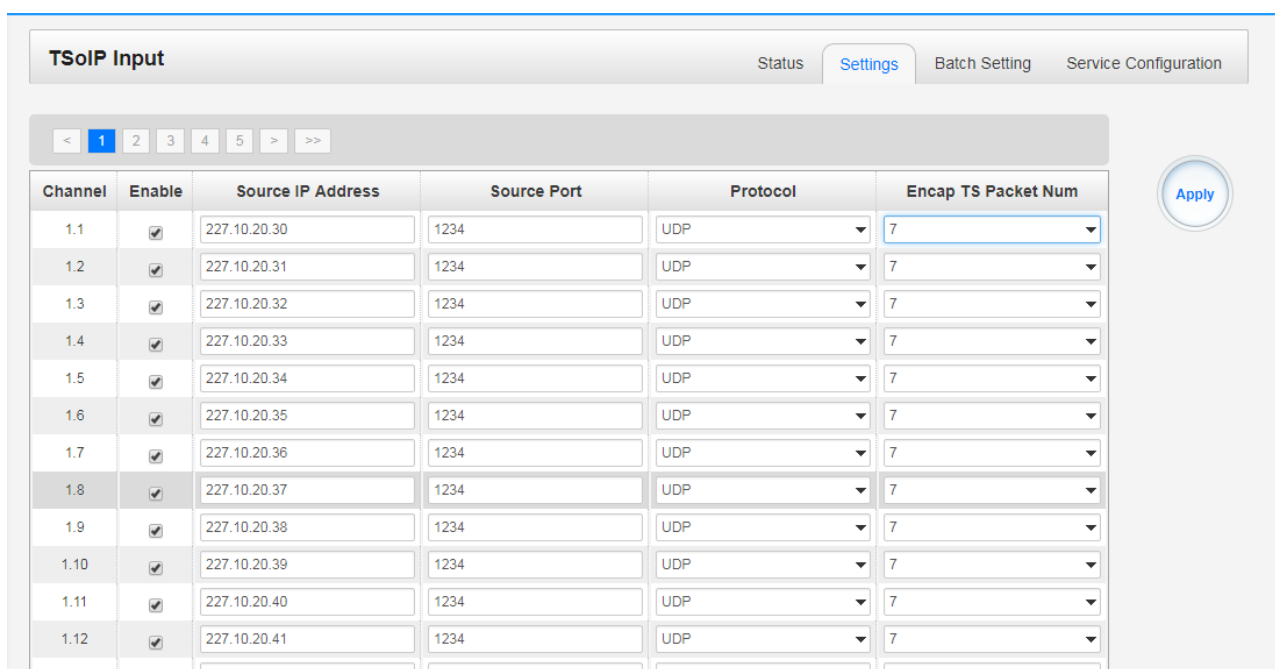 TSoIP Input Status Settings Batch Setting Service Configuration
< 1 2 3 4 5 > >>
Channel Enable Source IP Address Source Port Protocol Encap TS Packet Num
Apply
1.1 227.10.20.30 1234 UDP 7
1.2 227.10.20.31 1234 UDP 7
1.3 227.10.20.32 1234 UDP 7
1.4 227.10.20.33 1234 UDP 7
1.5 227.10.20.34 1234 UDP 7
1.6 227.10.20.35 1234 UDP 7
1.7 227.10.20.36 1234 UDP 7
1.8 227.10.20.37 1234 UDP 7
1.9 227.10.20.38 1234 UDP 7
1.10 227.10.20.39 1234 UDP 7
1.11 227.10.20.40 1234 UDP 7
1.12 227.10.20.41 1234 UDP 7